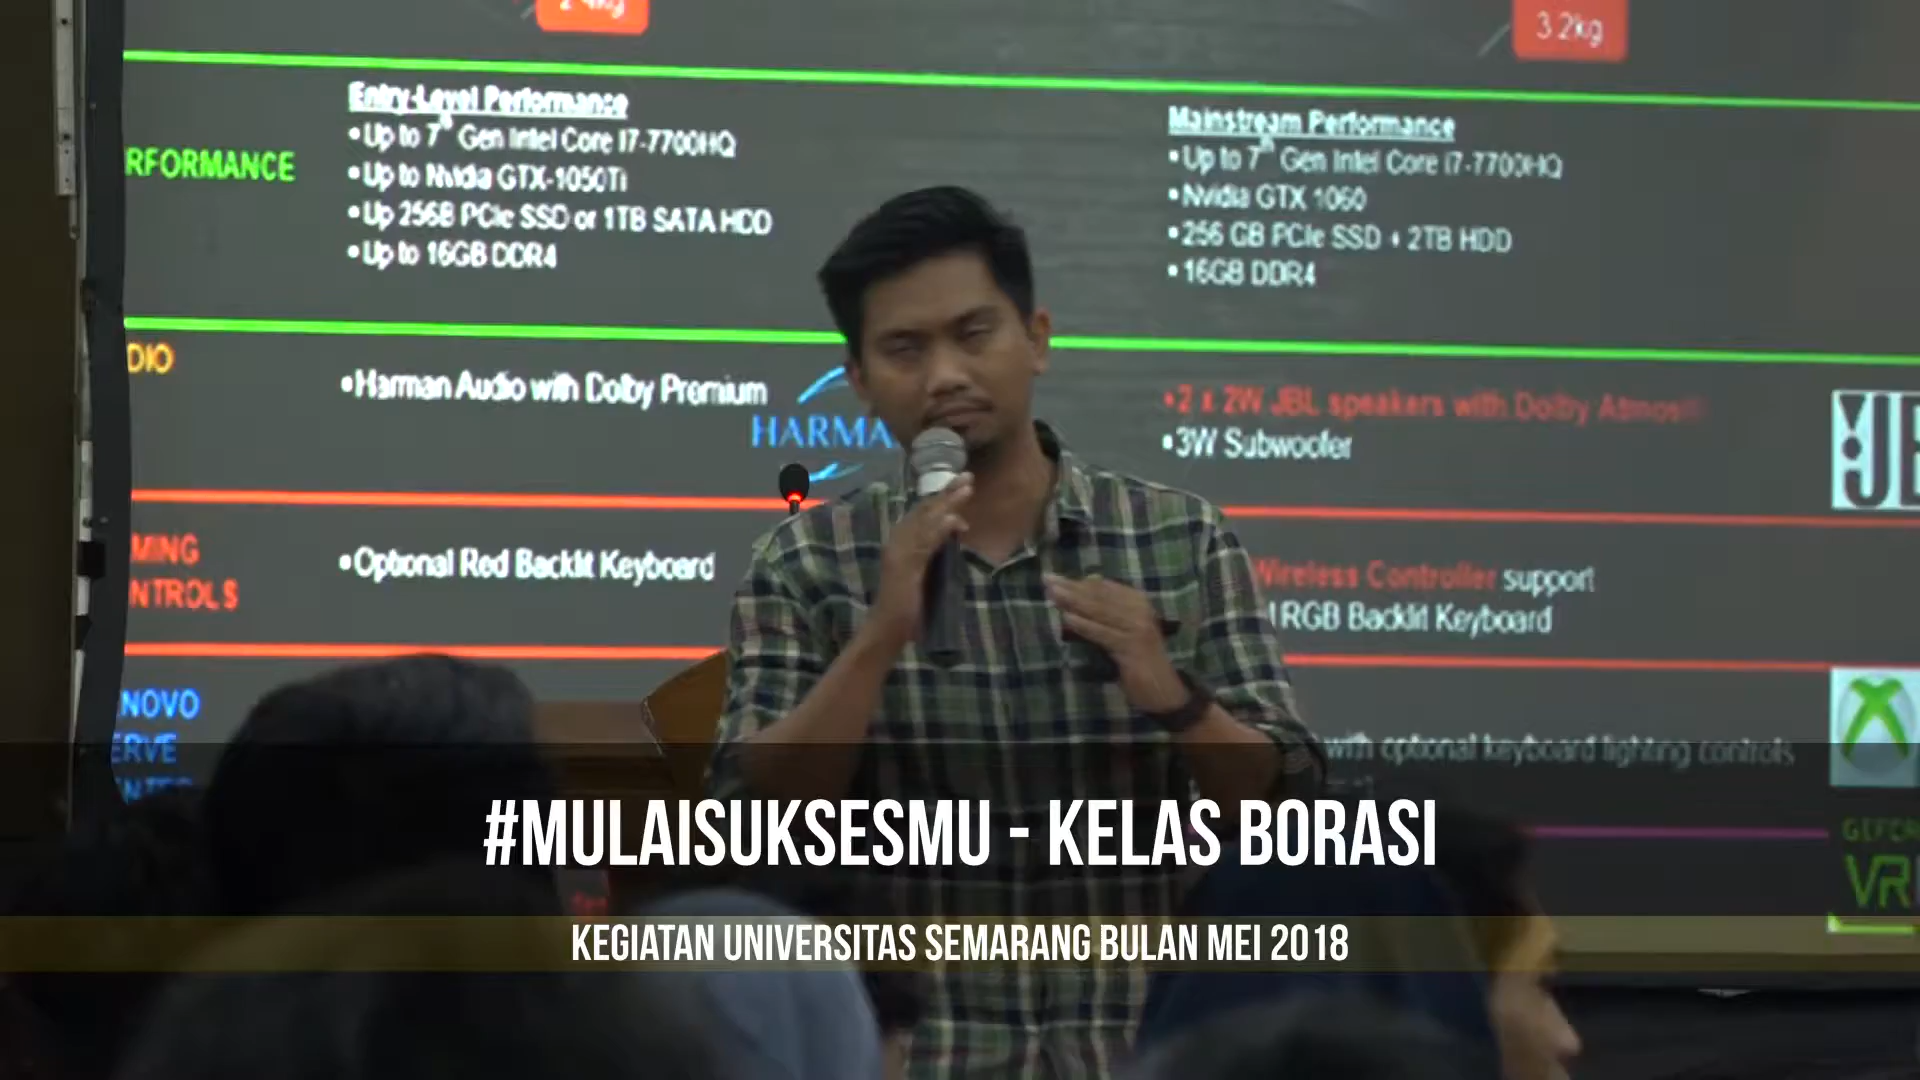 2.4kg
3.2kg
RFORMANCE
Entry-Level Performance
•Up to 7th Gen Intel Core I7-7700HQ
•Up to Nvidia GTX-1050Ti
•Up 256B PCIe SSD or 1TB SATA HDD
•Up to 16GB DDR4
Mainstream Performance
•Up to 7th Gen Intel Core i7-7700HQ
•Nvidia GTX 1060
•256 GB PCIe SSD + 2TB HDD
•16GB DDR4
DIO
•Harman Audio with Dolby Premium
HARMA
•2 x 2W JBL speakers with Dolby Atmos
•3W Subwoofer
JB
MING
NTROLS
•Optional Red Backlit Keyboard
Wireless Controller support
RGB Backlit Keyboard
NOVO
ERVE
with optional keyboard lighting controls
#MULAISUKSESMU - KELAS BORASI
GEFOR
VR
KEGIATAN UNIVERSITAS SEMARANG BULAN MEI 2018